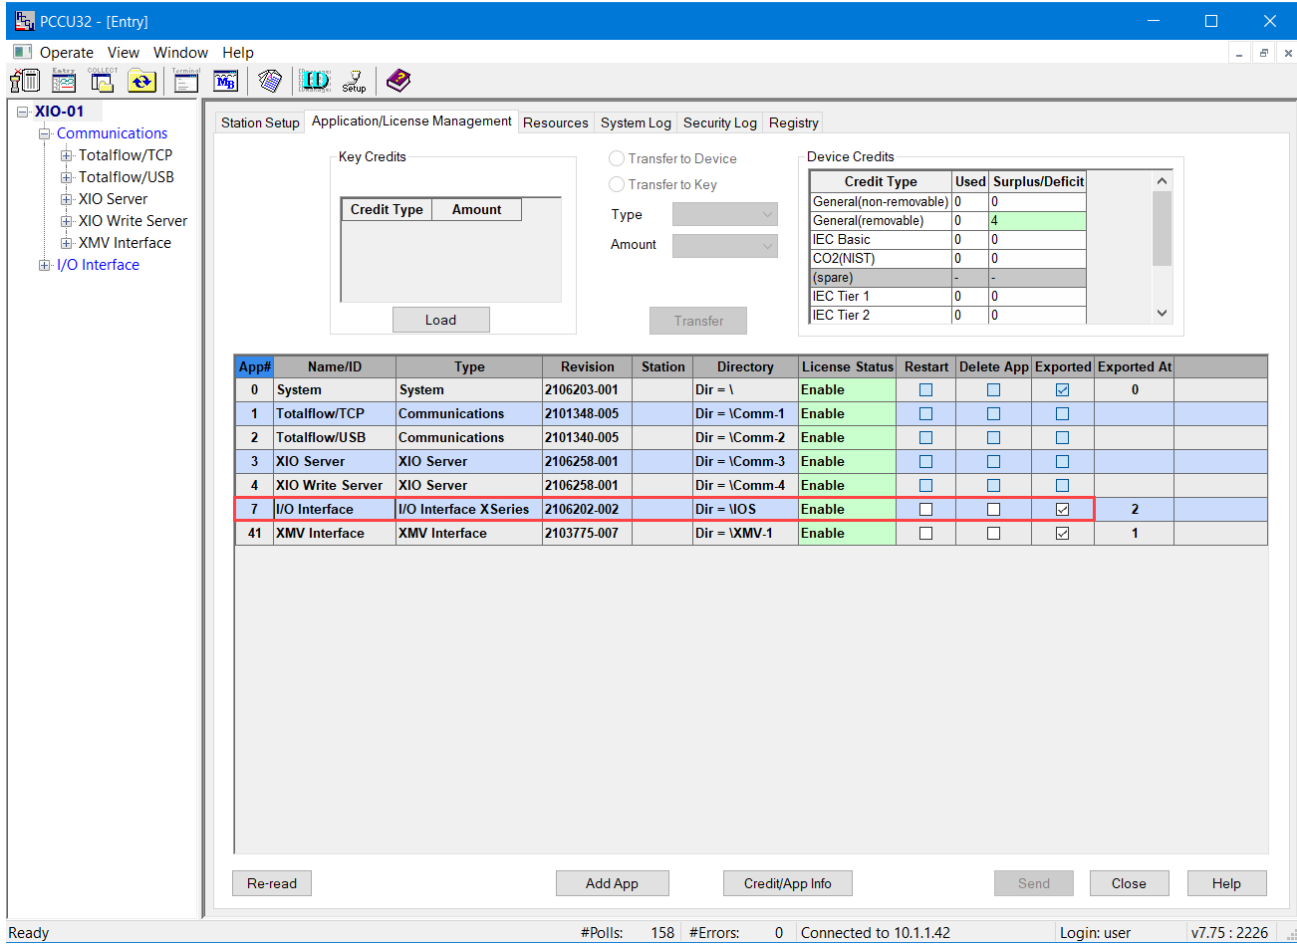 PCCU32 - [Entry]
Operate View Window Help
Entry COLLECT Terminal MB ID Manager Setup
XIO-01
Communications
Totalflow/TCP
Totalflow/USB
XIO Server
XIO Write Server
XMV Interface
I/O Interface
Station Setup Application/License Management Resources System Log Security Log Registry
Key Credits
Credit Type Amount
Load
Transfer to Device
Transfer to Key
Type
Amount
Transfer
Device Credits
Credit Type Used Surplus/Deficit
General(non-removable) 0 0
General(removable) 0 4
IEC Basic 0 0
CO2(NIST) 0 0
(spare) - -
IEC Tier 1 0 0
IEC Tier 2 0 0
App# Name/ID Type Revision Station Directory License Status Restart Delete App Exported Exported At
0 System System 2106203-001 Dir = \ Enable 0
1 Totalflow/TCP Communications 2101348-005 Dir = \Comm-1 Enable
2 Totalflow/USB Communications 2101340-005 Dir = \Comm-2 Enable
3 XIO Server XIO Server 2106258-001 Dir = \Comm-3 Enable
4 XIO Write Server XIO Server 2106258-001 Dir = \Comm-4 Enable
7 I/O Interface I/O Interface XSeries 2106202-002 Dir = \IOS Enable 2
41 XMV Interface XMV Interface 2103775-007 Dir = \XMV-1 Enable 1
Re-read Add App Credit/App Info Send Close Help
Ready #Polls: 158 #Errors: 0 Connected to 10.1.1.42 Login: user v7.75 : 2226